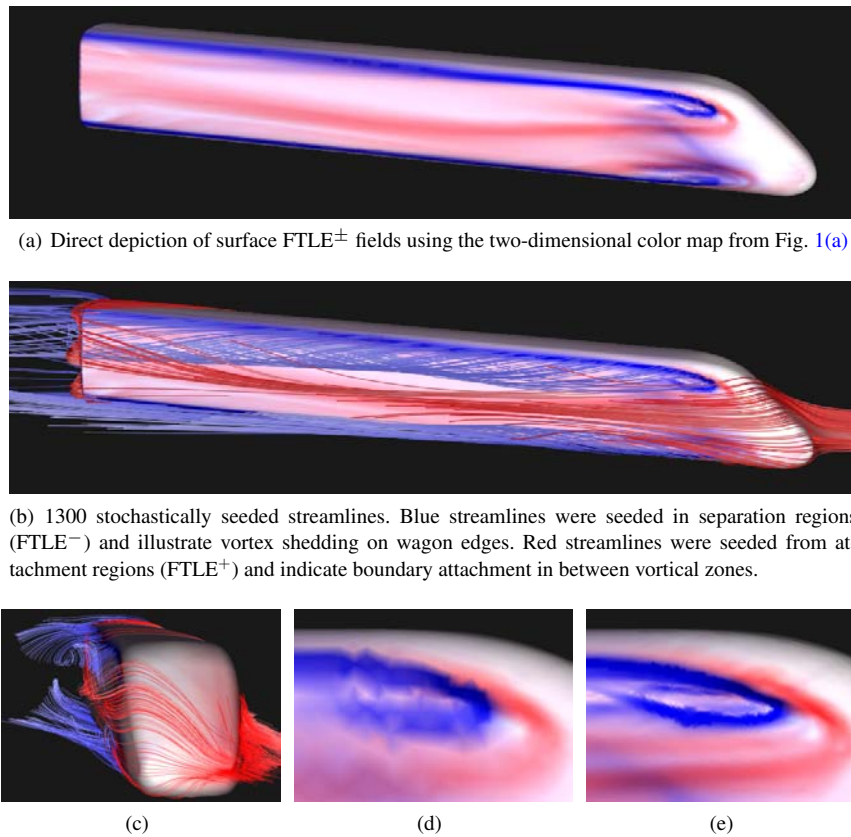 (a) Direct depiction of surface FTLE± fields using the two-dimensional color map from Fig. 1(a)
(b) 1300 stochastically seeded streamlines. Blue streamlines were seeded in separation regions
(FTLE−) and illustrate vortex shedding on wagon edges. Red streamlines were seeded from at
tachment regions (FTLE+) and indicate boundary attachment in between vortical zones.
(c)
(d)
(e)